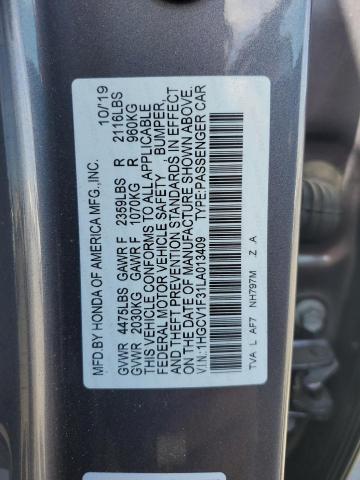 MFD.BY HONDA OF AMERICA MFG.,INC. 10/19
GVWR 4475LBS GAWR F 2359LBS R 2116LBS
GVWR 2030KG GAWR F 1070KG R 960KG
THIS VEHICLE CONFORMS TO ALL APPLICABLE
FEDERAL MOTOR VEHICLE SAFETY, BUMPER,
AND THEFT PREVENTION STANDARDS IN EFFECT
ON THE DATE OF MANUFACTURE SHOWN ABOVE.
V.I.N: 1HGCV1F31LA013409 TYPE:PASSENGER CAR
TVA L AF7 NH797M Z .A